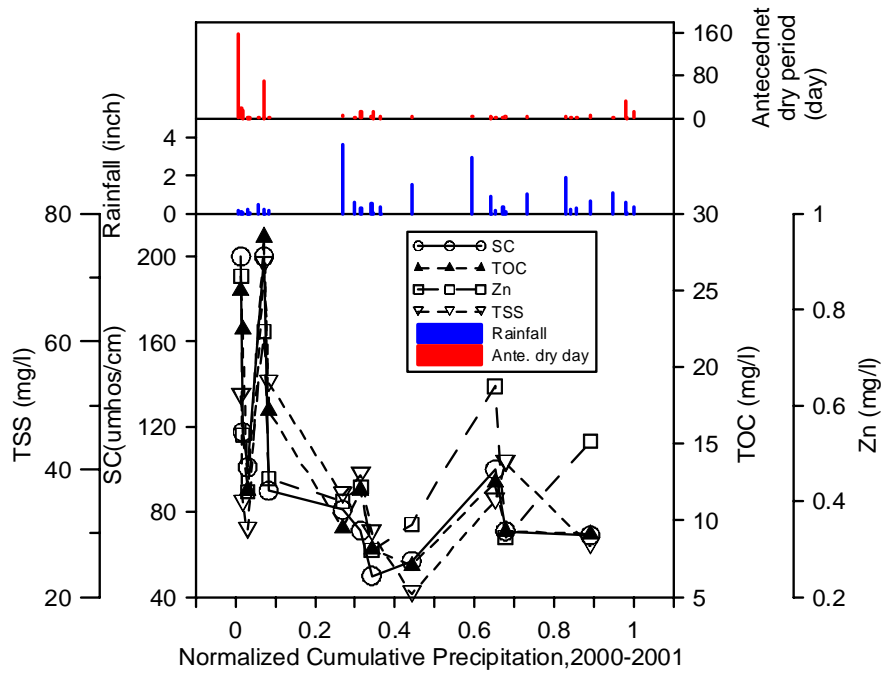 160
80
0
Antecednet
dry period
(day)
4
2
0
Rainfall (inch)
80
60
40
20
TSS (mg/l)
200
160
120
80
40
SC(umhos/cm)
SC
TOC
Zn
TSS
Rainfall
Ante. dry day
30
25
20
15
10
5
TOC (mg/l)
1
0.8
0.6
0.4
0.2
Zn (mg/l)
0 0.2 0.4 0.6 0.8 1
Normalized Cumulative Precipitation,2000-2001